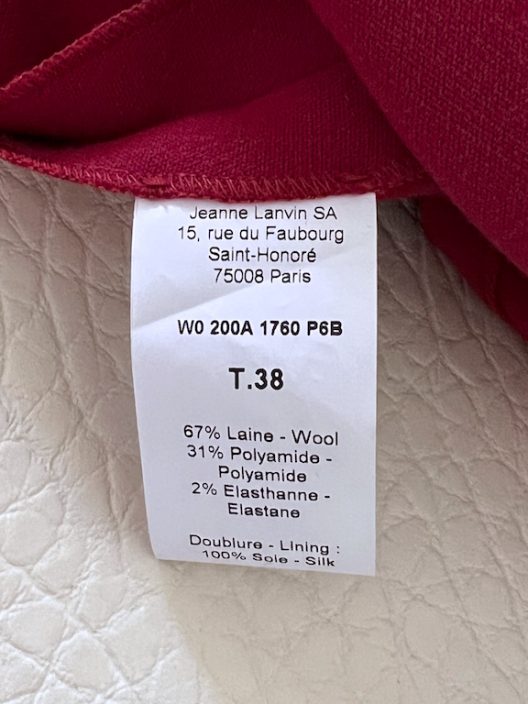 Jeanne Lanvin SA
15, rue du Faubourg
Saint-Honoré
75008 Paris
W0 200A 1760 P6B
T.38
67% Laine - Wool
31% Polyamide -
Polyamide
2% Elasthanne -
Elastane
Doublure - Lining :
100% Soie - Silk